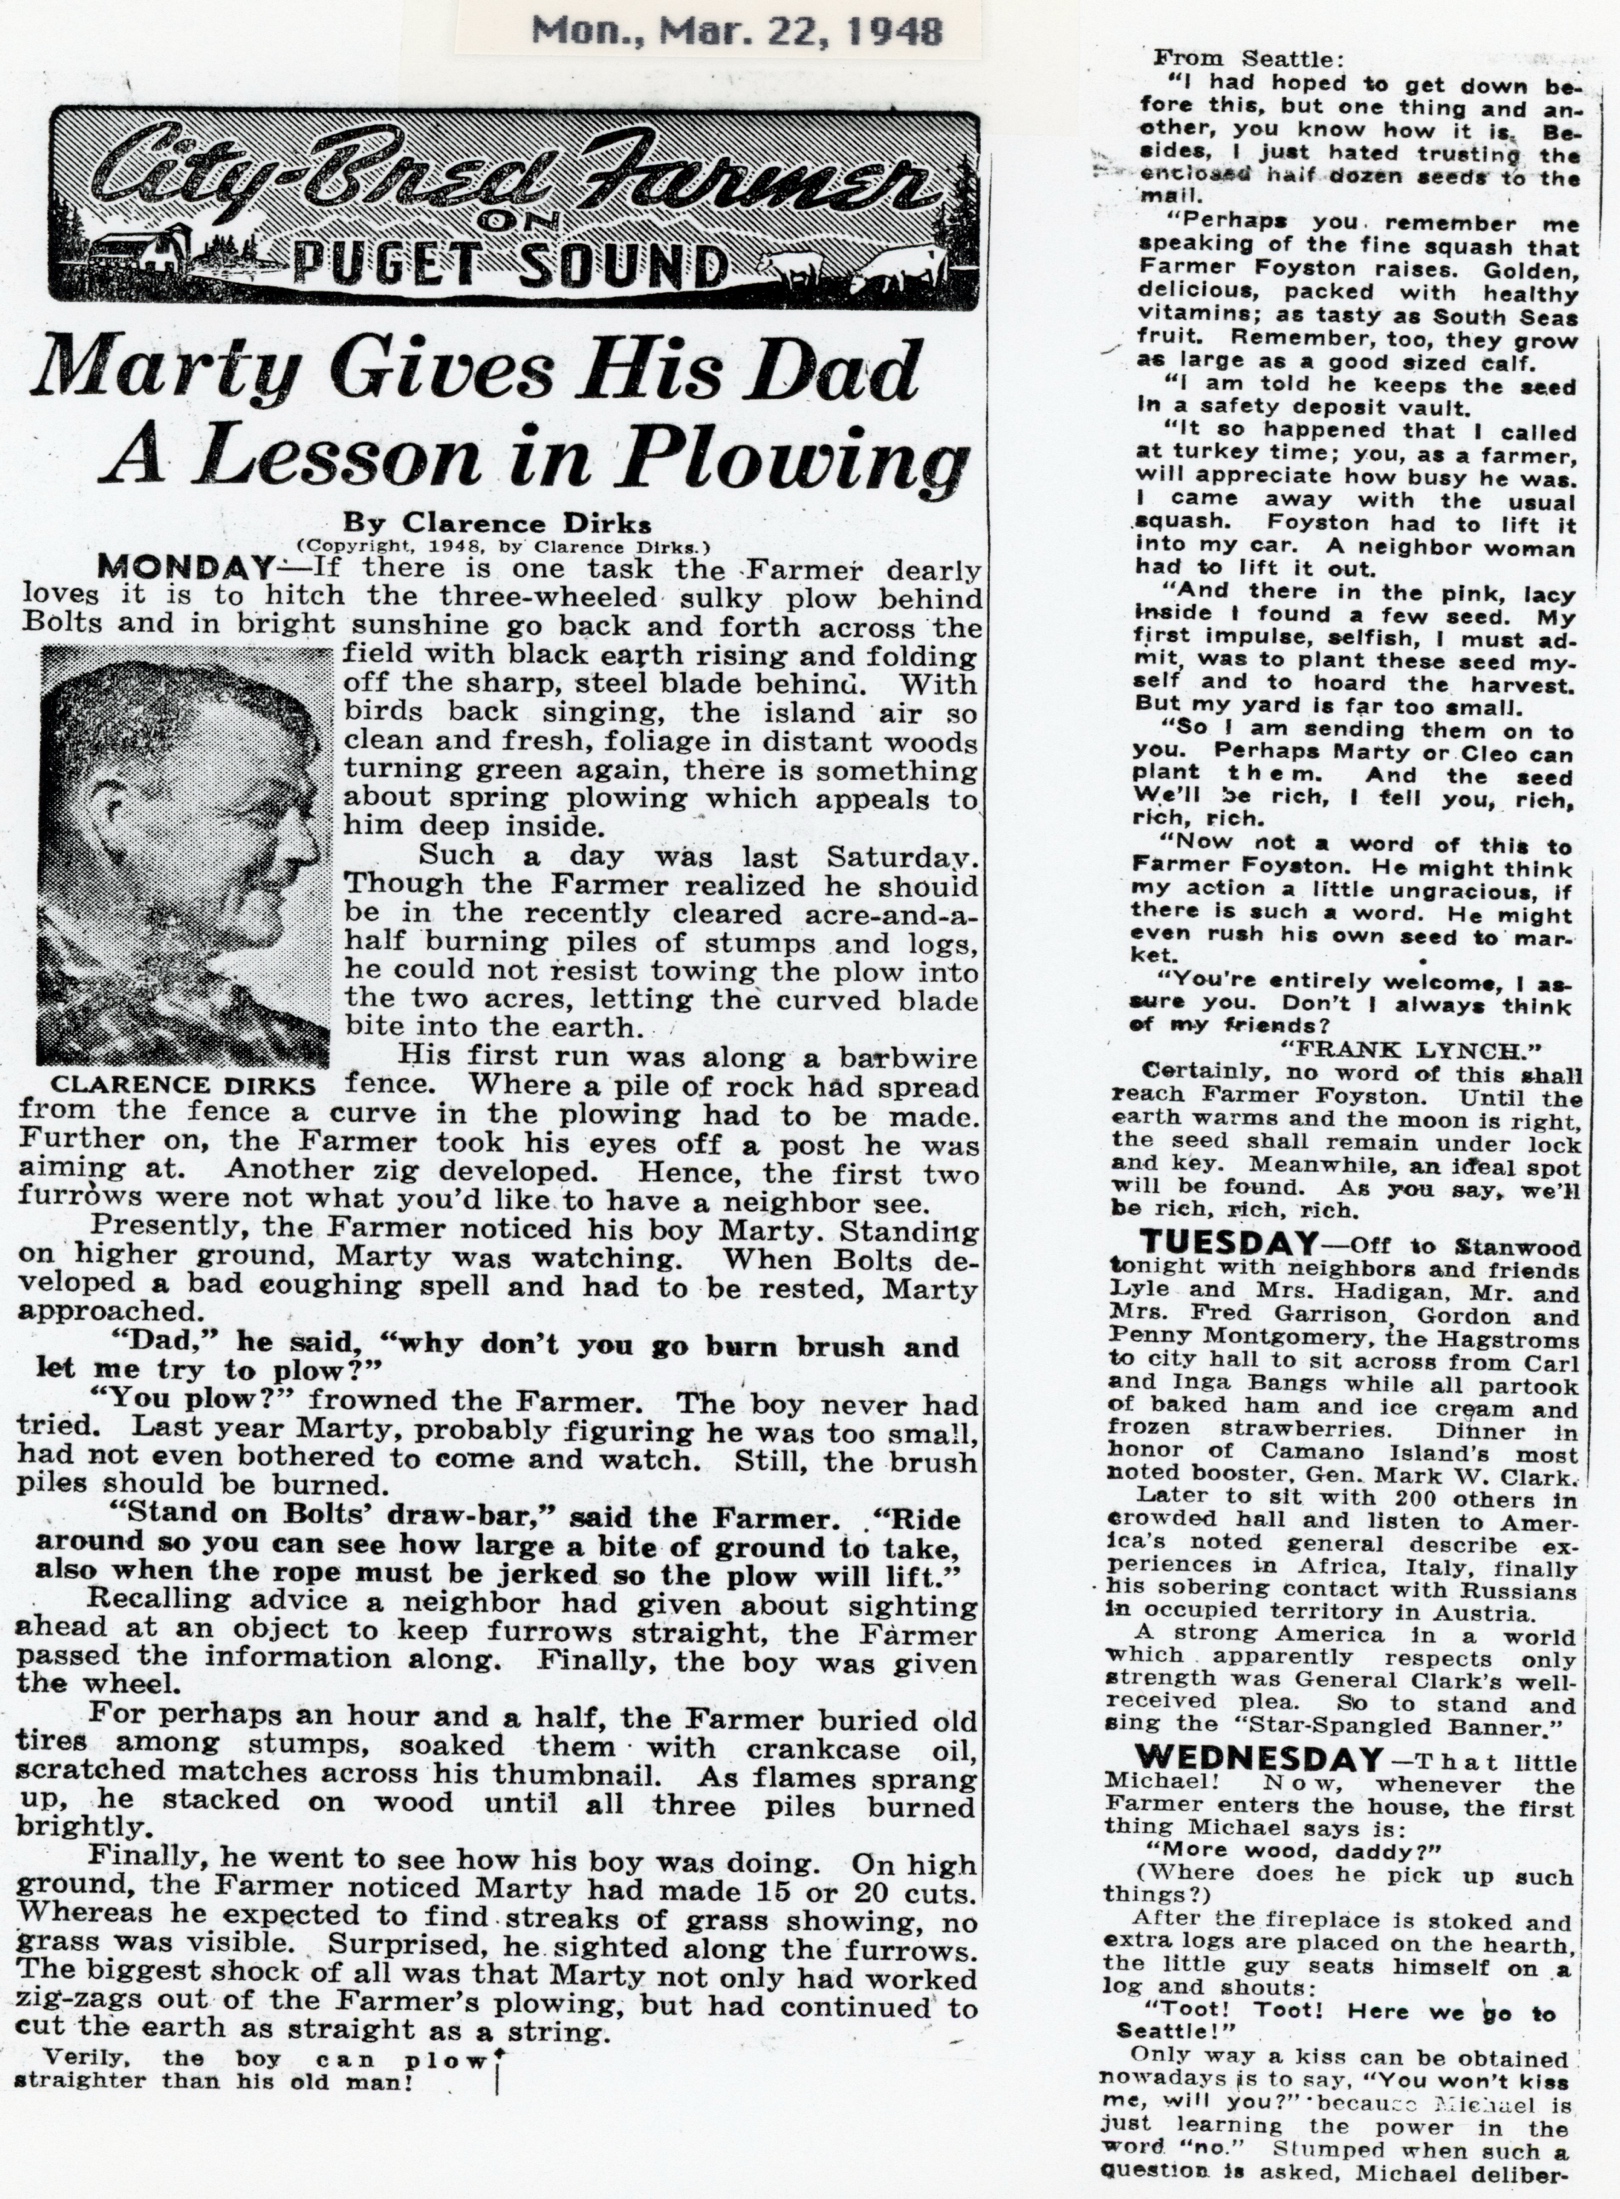 Mon., Mar. 22, 1948
City-Bred Farmer
ON
PUGET SOUND
Marty Gives His Dad
A Lesson in Plowing
By Clarence Dirks
(Copyright, 1948, by Clarence Dirks.)
MONDAY—If there is one task the Farmer dearly
loves it is to hitch the three-wheeled sulky plow behind
Bolts and in bright sunshine go back and forth across the
field with black earth rising and folding
off the sharp, steel blade behind. With
birds back singing, the island air so
clean and fresh, foliage in distant woods
turning green again, there is something
about spring plowing which appeals to
him deep inside.
Such a day was last Saturday.
Though the Farmer realized he should
be in the recently cleared acre-and-a-
half burning piles of stumps and logs,
he could not resist towing the plow into
the two acres, letting the curved blade
bite into the earth.
His first run was along a barbwire
CLARENCE DIRKS
fence. Where a pile of rock had spread
from the fence a curve in the plowing had to be made.
Further on, the Farmer took his eyes off a post he was
aiming at. Another zig developed. Hence, the first two
furrows were not what you'd like to have a neighbor see.
Presently, the Farmer noticed his boy Marty. Standing
on higher ground, Marty was watching. When Bolts de-
veloped a bad coughing spell and had to be rested, Marty
approached.
"Dad," he said, "why don't you go burn brush and
let me try to plow?"
"You plow?" frowned the Farmer. The boy never had
tried. Last year Marty, probably figuring he was too small,
had not even bothered to come and watch. Still, the brush
piles should be burned.
"Stand on Bolts' draw-bar," said the Farmer. "Ride
around so you can see how large a bite of ground to take,
also when the rope must be jerked so the plow will lift."
Recalling advice a neighbor had given about sighting
ahead at an object to keep furrows straight, the Farmer
passed the information along. Finally, the boy was given
the wheel.
For perhaps an hour and a half, the Farmer buried old
tires among stumps, soaked them with crankcase oil,
scratched matches across his thumbnail. As flames sprang
up, he stacked on wood until all three piles burned
brightly.
Finally, he went to see how his boy was doing. On high
ground, the Farmer noticed Marty had made 15 or 20 cuts.
Whereas he expected to find streaks of grass showing, no
grass was visible. Surprised, he sighted along the furrows.
The biggest shock of all was that Marty not only had worked
zig-zags out of the Farmer's plowing, but had continued to
cut the earth as straight as a string.
Verily, the boy can plow
straighter than his old man!
From Seattle:
"I had hoped to get down be-
fore this, but one thing and an-
other, you know how it is. Be-
sides, I just hated trusting the
enclosed half dozen seeds to the
mail.
"Perhaps you remember me
speaking of the fine squash that
Farmer Foyston raises. Golden,
delicious, packed with healthy
vitamins; as tasty as South Seas
fruit. Remember, too, they grow
as large as a good sized calf.
"I am told he keeps the seed
in a safety deposit vault.
"It so happened that I called
at turkey time; you, as a farmer,
will appreciate how busy he was.
I came away with the usual
squash. Foyston had to lift it
into my car. A neighbor woman
had to lift it out.
"And there in the pink, lacy
inside I found a few seed. My
first impulse, selfish, I must ad-
mit, was to plant these seed my-
self and to hoard the harvest.
But my yard is far too small.
"So I am sending them on to
you. Perhaps Marty or Cleo can
plant them. And the seed
We'll be rich, I tell you, rich,
rich, rich.
"Now not a word of this to
Farmer Foyston. He might think
my action a little ungracious, if
there is such a word. He might
even rush his own seed to mar-
ket.
"You're entirely welcome, I as-
sure you. Don't I always think
of my friends?
"FRANK LYNCH."
Certainly, no word of this shall
reach Farmer Foyston. Until the
earth warms and the moon is right,
the seed shall remain under lock
and key. Meanwhile, an ideal spot
will be found. As you say, we'll
be rich, rich, rich.
TUESDAY—Off to Stanwood
tonight with neighbors and friends
Lyle and Mrs. Hadigan, Mr. and
Mrs. Fred Garrison, Gordon and
Penny Montgomery, the Hagstroms
to city hall to sit across from Carl
and Inga Bangs while all partook
of baked ham and ice cream and
frozen strawberries. Dinner in
honor of Camano Island's most
noted booster, Gen. Mark W. Clark.
Later to sit with 200 others in
crowded hall and listen to Amer-
ica's noted general describe ex-
periences in Africa, Italy, finally
his sobering contact with Russians
in occupied territory in Austria.
A strong America in a world
which apparently respects only
strength was General Clark's well-
received plea. So to stand and
sing the "Star-Spangled Banner."
WEDNESDAY—That little
Michael! Now, whenever the
Farmer enters the house, the first
thing Michael says is:
"More wood, daddy?"
(Where does he pick up such
things?)
After the fireplace is stoked and
extra logs are placed on the hearth,
the little guy seats himself on a
log and shouts:
"Toot! Toot! Here we go to
Seattle!"
Only way a kiss can be obtained
nowadays is to say, "You won't kiss
me, will you?" because Michael is
just learning the power in the
word "no." Stumped when such a
question is asked, Michael deliber-